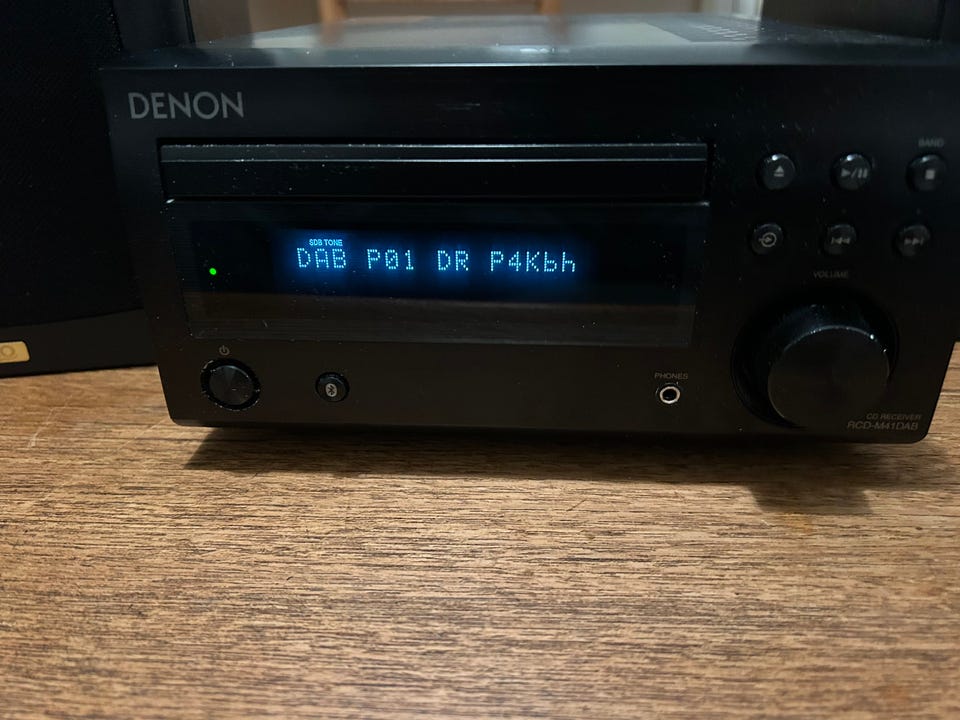 DENON
BAND
SDB TONE
DAB P01 DR P4Kbh
VOLUME
PHONES
CD RECEIVER
RCD-M41DAB